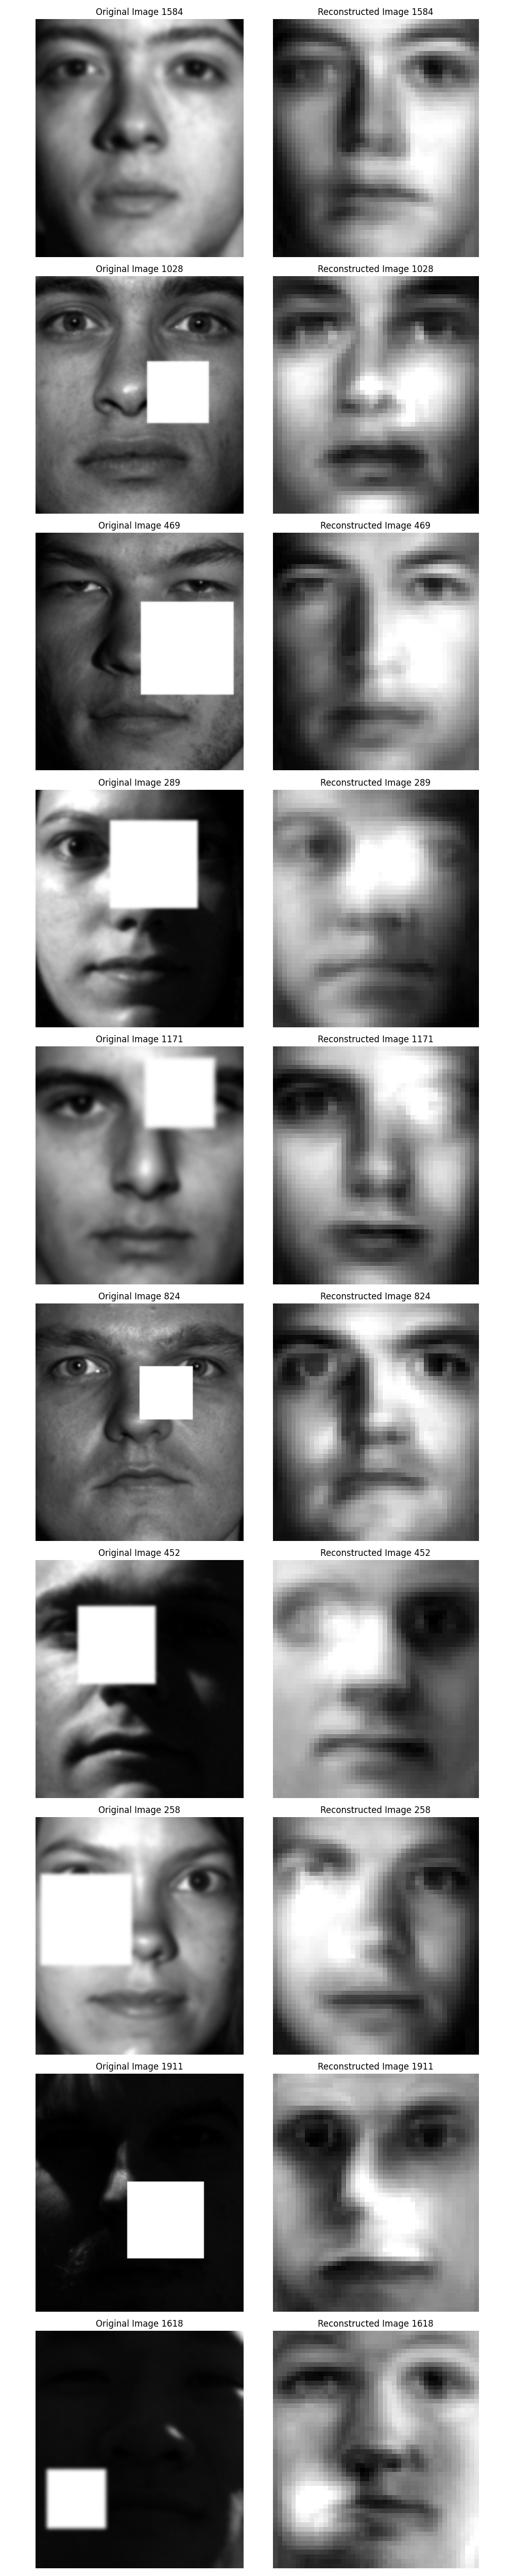 Original Image 1584
Reconstructed Image 1584
Original Image 1028
Reconstructed Image 1028
Original Image 469
Reconstructed Image 469
Original Image 289
Reconstructed Image 289
Original Image 1171
Reconstructed Image 1171
Original Image 824
Reconstructed Image 824
Original Image 452
Reconstructed Image 452
Original Image 258
Reconstructed Image 258
Original Image 1911
Reconstructed Image 1911
Original Image 1618
Reconstructed Image 1618